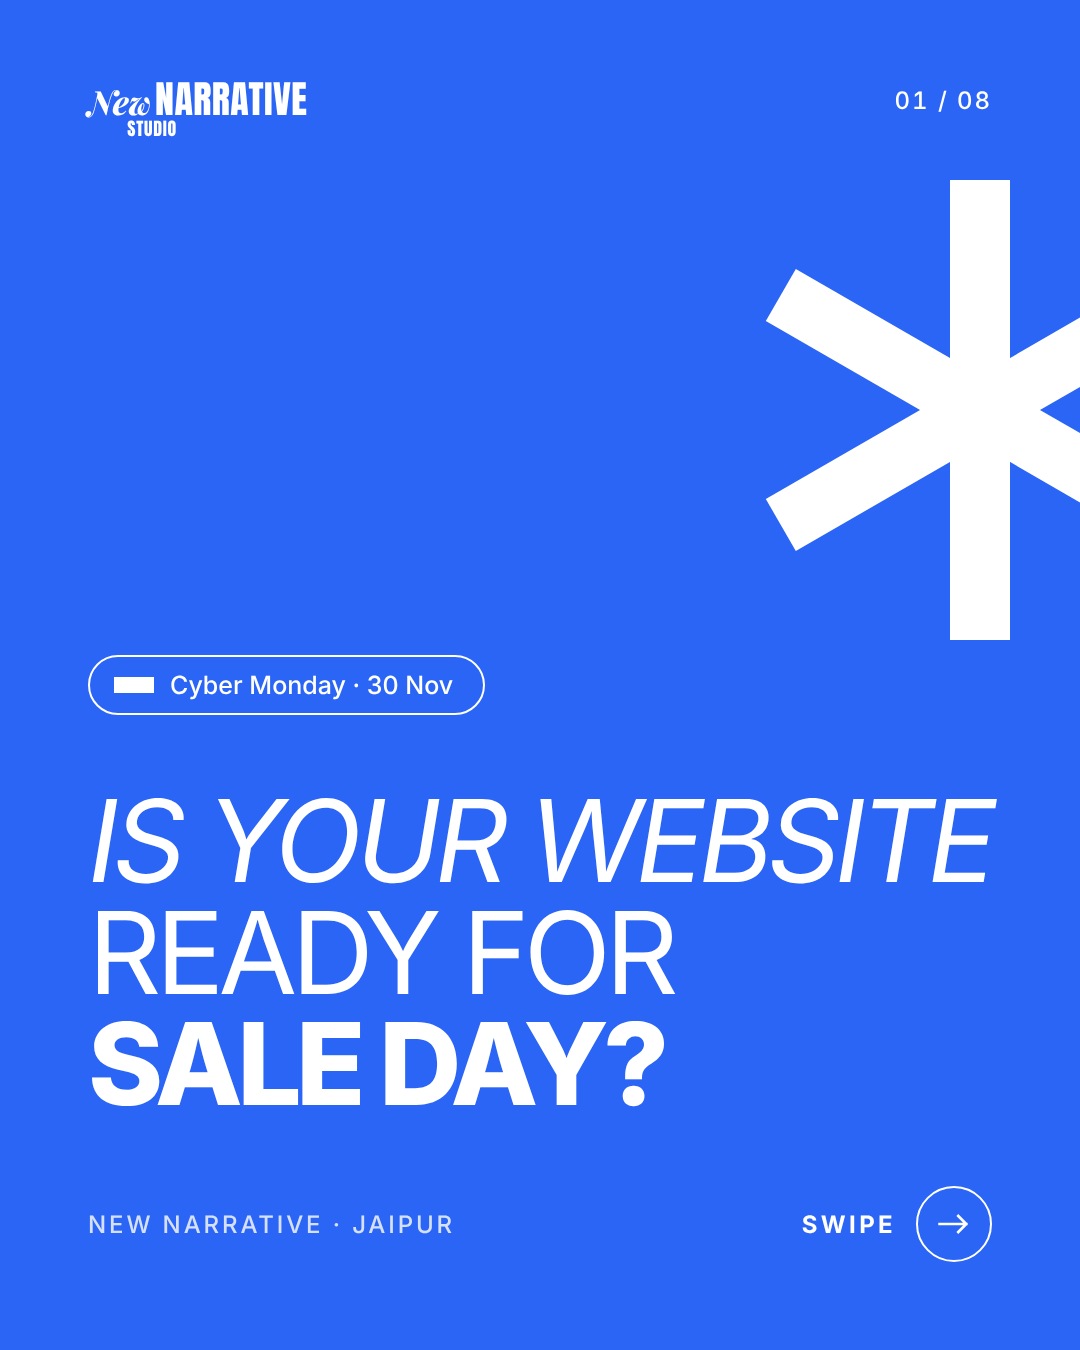 New NARRATIVE
STUDIO
01 / 08
Cyber Monday · 30 Nov
IS YOUR WEBSITE
READY FOR
SALE DAY?
NEW NARRATIVE · JAIPUR
SWIPE →